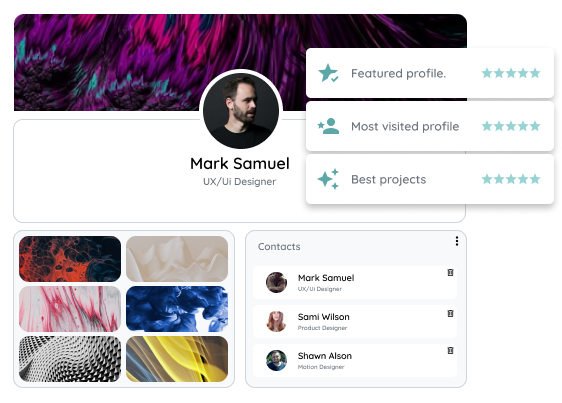 Featured profile.
Most visited profile
Best projects
Mark Samuel
UX/Ui Designer
Contacts
Mark Samuel
UX/Ui Designer
Sami Wilson
Product Designer
Shawn Alson
Motion Designer